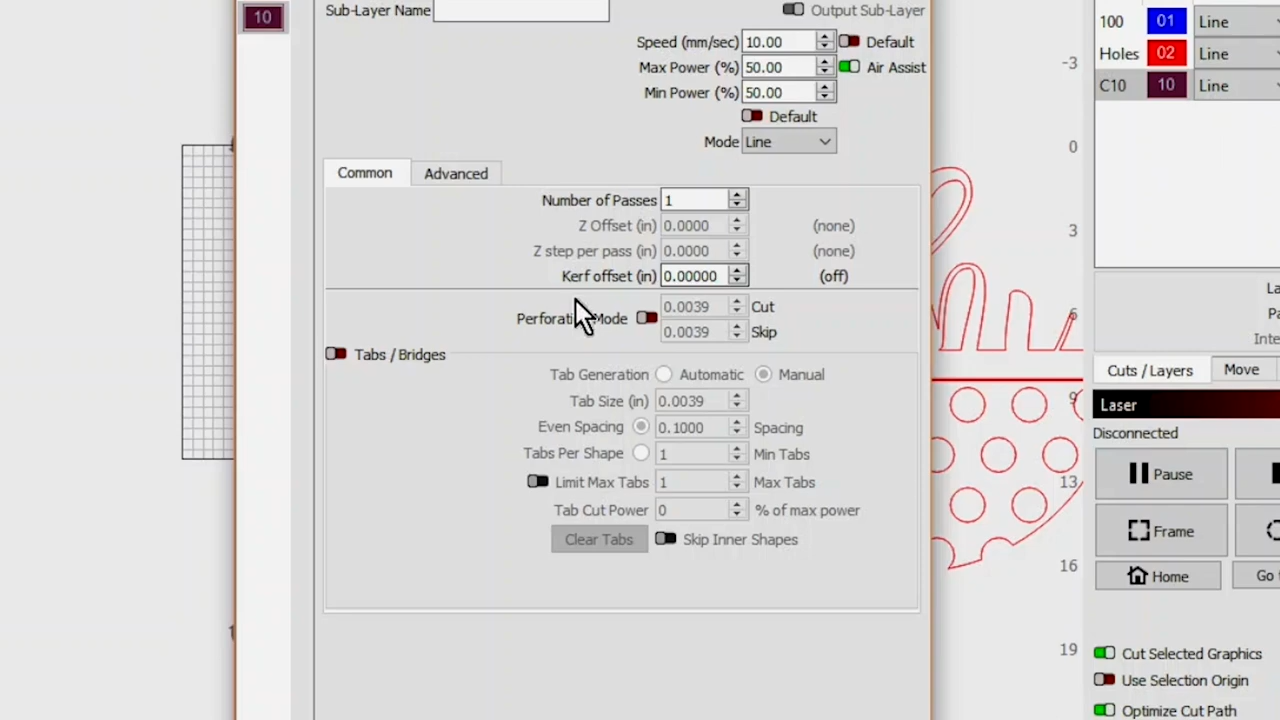 10
Sub-Layer Name
Output Sub-Layer
Speed (mm/sec) 10.00 Default
Max Power (%) 50.00 Air Assist
Min Power (%) 50.00
Default
Mode Line
Common Advanced
Number of Passes 1
Z Offset (in) 0.0000 (none)
Z step per pass (in) 0.0000 (none)
Kerf offset (in) 0.00000 (off)
0.0039 Cut
Mode
0.0039 Skip
Tabs / Bridges
Tab Generation Automatic Manual
Tab Size (in) 0.0039
Even Spacing 0.1000 Spacing
Tabs Per Shape 1 Min Tabs
Limit Max Tabs 1 Max Tabs
Tab Cut Power 0 % of max power
Clear Tabs Skip Inner Shapes
-3
0
3
6
9
13
16
19
100 01 Line
Holes 02 Line
C10 10 Line
Cuts / Layers Move
Laser
Disconnected
Pause
Frame
Home Go
Cut Selected Graphics
Use Selection Origin
Optimize Cut Path